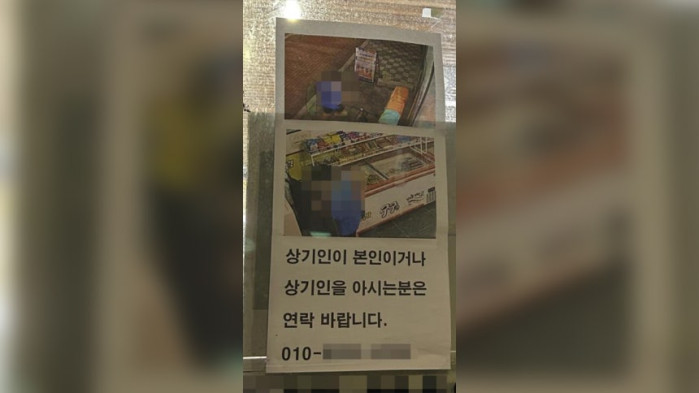 상기인이 본인이거나
상기인을 아시는분은
연락 바랍니다.
010-